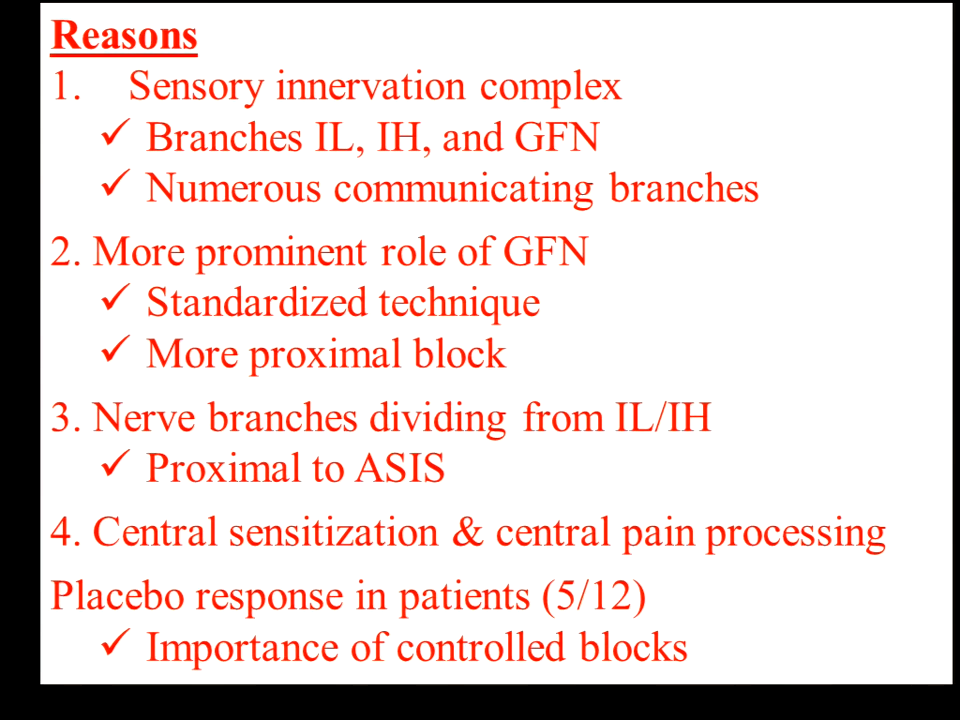 Reasons
1. Sensory innervation complex
✓ Branches IL, IH, and GFN
✓ Numerous communicating branches
2. More prominent role of GFN
✓ Standardized technique
✓ More proximal block
3. Nerve branches dividing from IL/IH
✓ Proximal to ASIS
4. Central sensitization & central pain processing
Placebo response in patients (5/12)
✓ Importance of controlled blocks